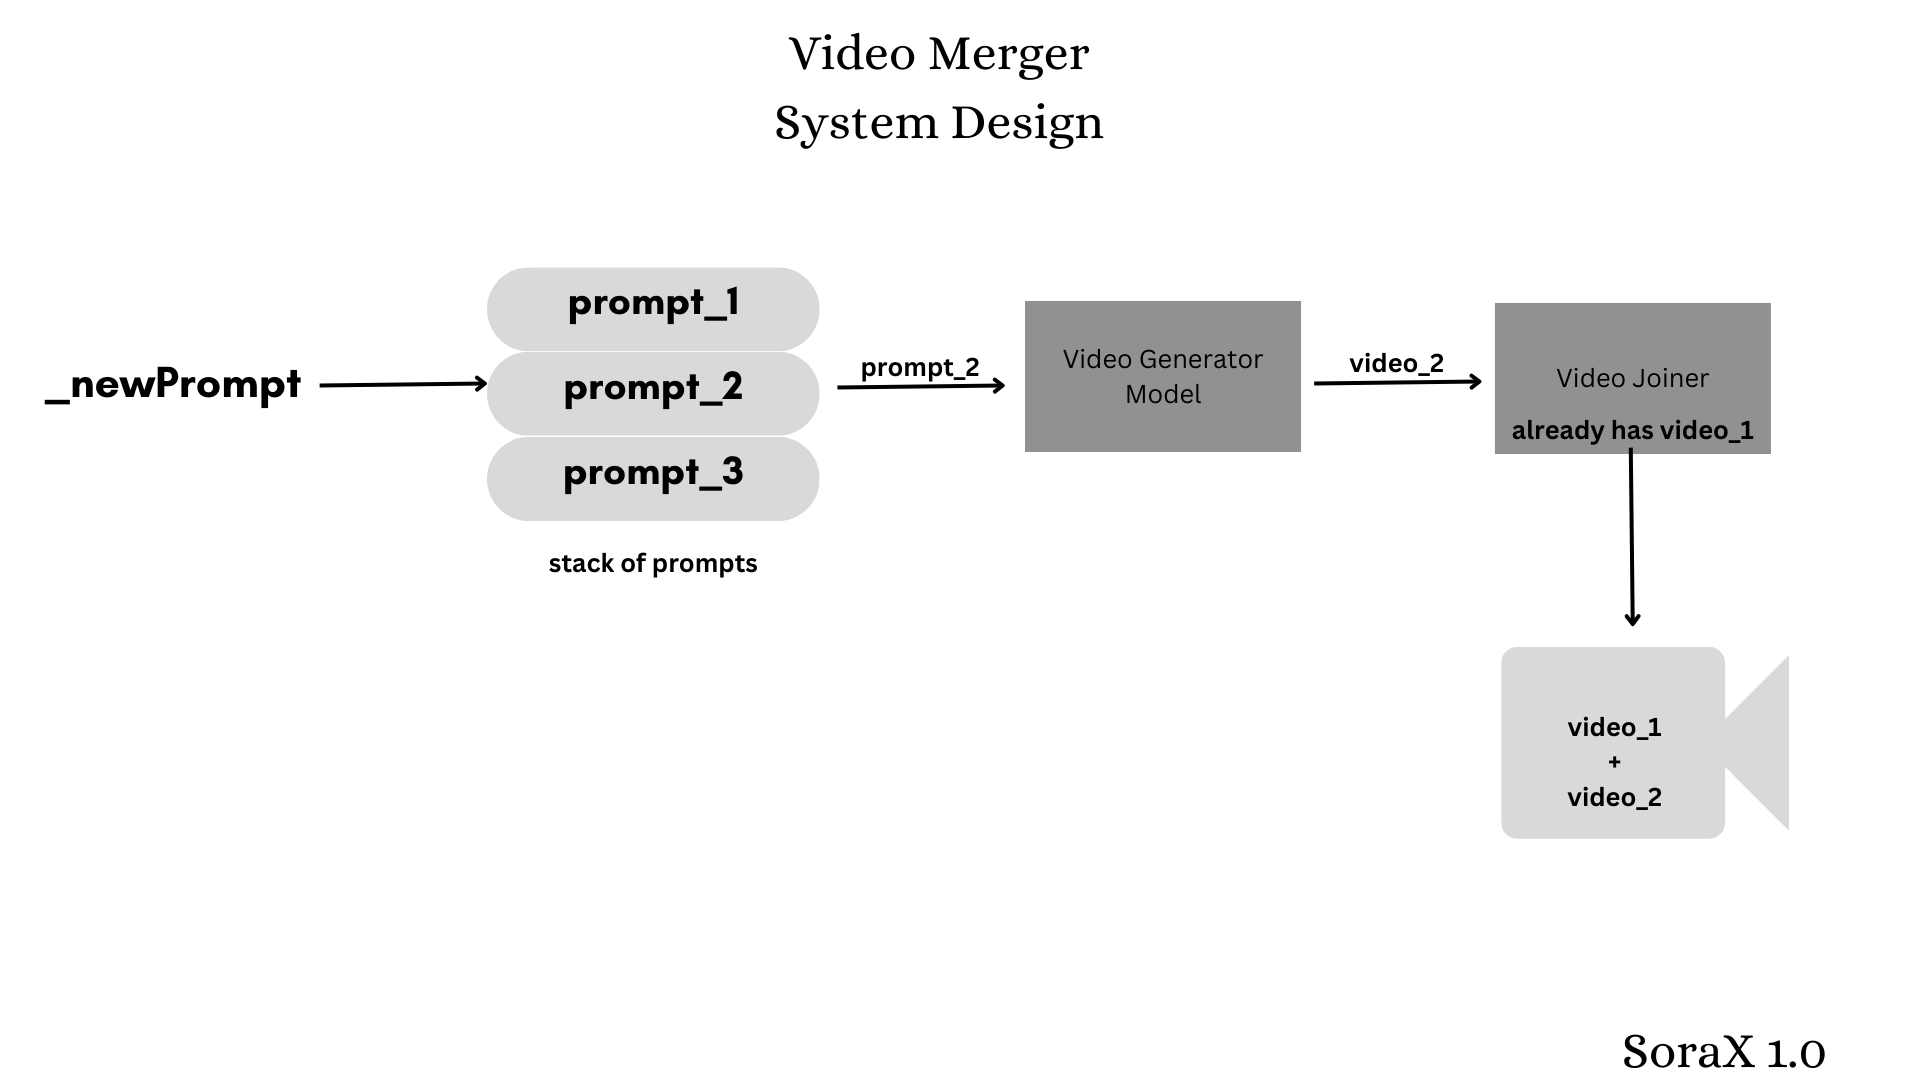 Video Merger
System Design
_newPrompt
prompt_1
prompt_2
prompt_3
stack of prompts
prompt_2
Video Generator
Model
video_2
Video Joiner
already has video_1
video_1
+
video_2
SoraX 1.0